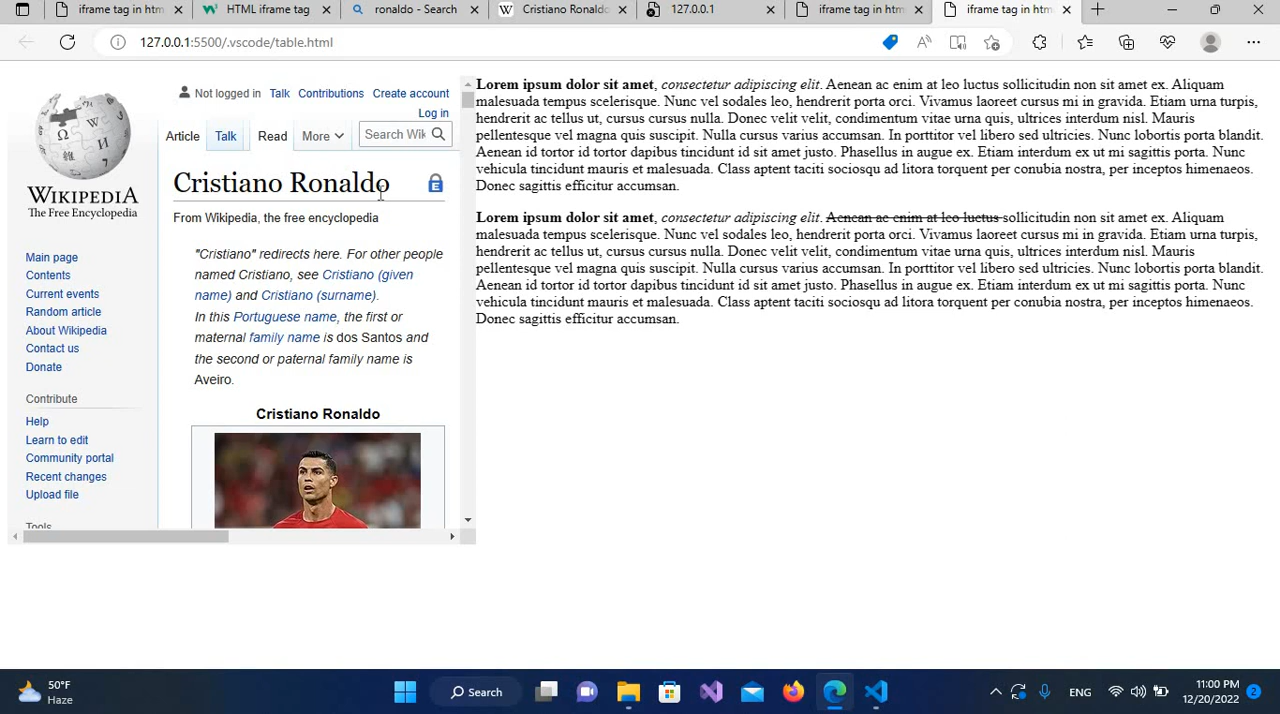 iframe tag in htm
HTML iframe tag
ronaldo - Search
W Cristiano Ronaldo
127.0.0.1
iframe tag in htm
iframe tag in htm
127.0.0.1:5500/.vscode/table.html
Not logged in Talk Contributions Create account
Log in
Article Talk Read More Search Wik
WIKIPEDIA
The Free Encyclopedia
Cristiano Ronaldo
From Wikipedia, the free encyclopedia
Main page
Contents
Current events
Random article
About Wikipedia
Contact us
Donate
Contribute
Help
Learn to edit
Community portal
Recent changes
Upload file
Tools
"Cristiano" redirects here. For other people
named Cristiano, see Cristiano (given
name) and Cristiano (surname).
In this Portuguese name, the first or
maternal family name is dos Santos and
the second or paternal family name is
Aveiro.
Cristiano Ronaldo
Lorem ipsum dolor sit amet, consectetur adipiscing elit. Aenean ac enim at leo luctus sollicitudin non sit amet ex. Aliquam
malesuada tempus scelerisque. Nunc vel sodales leo, hendrerit porta orci. Vivamus laoreet cursus mi in gravida. Etiam urna turpis,
hendrerit ac tellus ut, cursus cursus nulla. Donec velit velit, condimentum vitae urna quis, ultrices interdum nisl. Mauris
pellentesque vel magna quis suscipit. Nulla cursus varius accumsan. In porttitor vel libero sed ultricies. Nunc lobortis porta blandit.
Aenean id tortor id tortor dapibus tincidunt id sit amet justo. Phasellus in augue ex. Etiam interdum ex ut mi sagittis porta. Nunc
vehicula tincidunt mauris et malesuada. Class aptent taciti sociosqu ad litora torquent per conubia nostra, per inceptos himenaeos.
Donec sagittis efficitur accumsan.
Lorem ipsum dolor sit amet, consectetur adipiscing elit. Aenean ac enim at leo luctus sollicitudin non sit amet ex. Aliquam
malesuada tempus scelerisque. Nunc vel sodales leo, hendrerit porta orci. Vivamus laoreet cursus mi in gravida. Etiam urna turpis,
hendrerit ac tellus ut, cursus cursus nulla. Donec velit velit, condimentum vitae urna quis, ultrices interdum nisl. Mauris
pellentesque vel magna quis suscipit. Nulla cursus varius accumsan. In porttitor vel libero sed ultricies. Nunc lobortis porta blandit.
Aenean id tortor id tortor dapibus tincidunt id sit amet justo. Phasellus in augue ex. Etiam interdum ex ut mi sagittis porta. Nunc
vehicula tincidunt mauris et malesuada. Class aptent taciti sociosqu ad litora torquent per conubia nostra, per inceptos himenaeos.
Donec sagittis efficitur accumsan.
50°F
Haze
Search
ENG
11:00 PM
12/20/2022
2